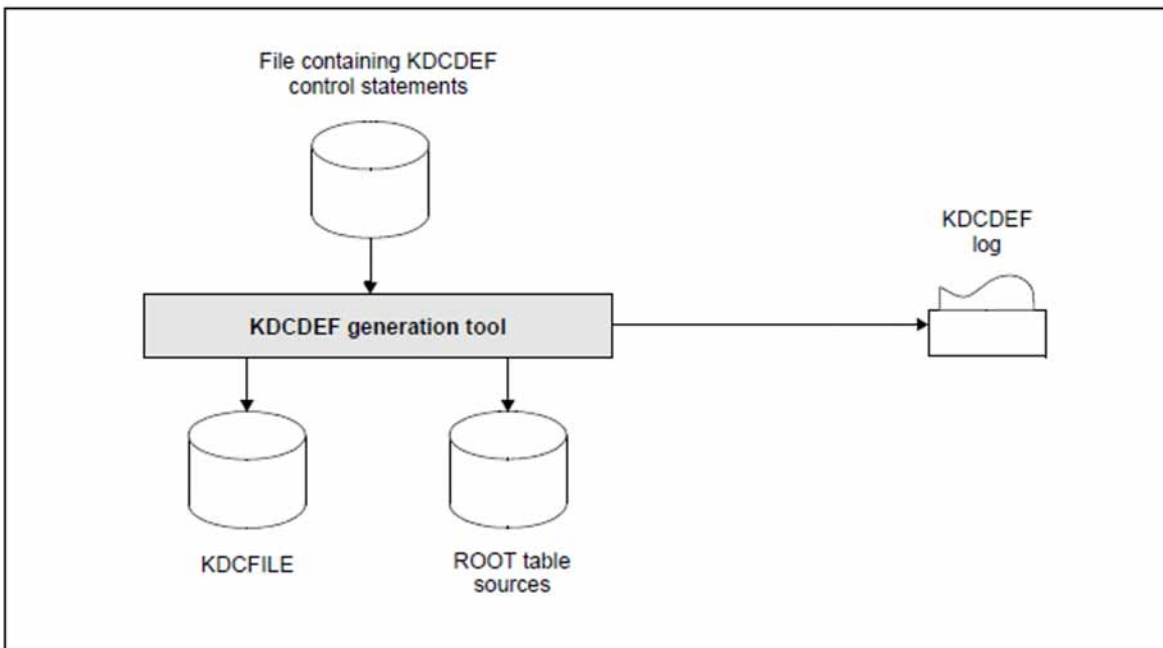 File containing KDCDEF
control statements
KDCDEF
log
KDCDEF generation tool
KDCFILE
ROOT table
sources